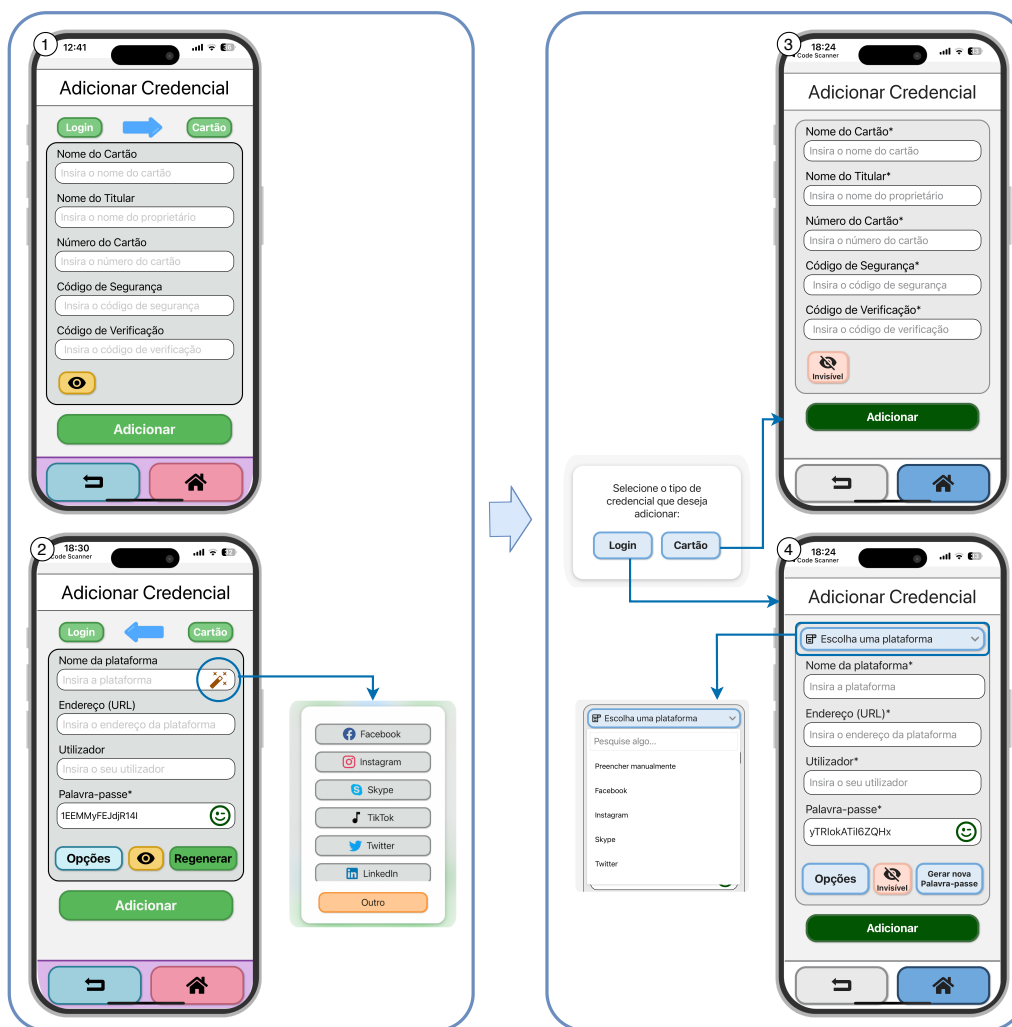 1
12:41
Adicionar Credencial
Login
Cartão
Nome do Cartão
Insira o nome do cartão
Nome do Titular
Insira o nome do proprietário
Número do Cartão
Insira o número do cartão
Código de Segurança
Insira o código de segurança
Código de Verificação
Insira o código de verificação
Adicionar
2
18:30
Code Scanner
Adicionar Credencial
Login
Cartão
Nome da plataforma
Insira a plataforma
Endereço (URL)
Insira o endereço da plataforma
Utilizador
Insira o seu utilizador
Palavra-passe*
1EEMMyFEJdjR14l
Opções
Regenerar
Adicionar
Facebook
Instagram
Skype
TikTok
Twitter
LinkedIn
Outro
3
18:24
Code Scanner
Adicionar Credencial
Nome do Cartão*
Insira o nome do cartão
Nome do Titular*
Insira o nome do proprietário
Número do Cartão*
Insira o número do cartão
Código de Segurança*
Insira o código de segurança
Código de Verificação*
Insira o código de verificação
Invisível
Adicionar
Selecione o tipo de
credencial que deseja
adicionar:
Login
Cartão
4
18:24
Code Scanner
Adicionar Credencial
Escolha uma plataforma
Nome da plataforma*
Insira a plataforma
Endereço (URL)*
Insira o endereço da plataforma
Utilizador*
Insira o seu utilizador
Palavra-passe*
yTRIokATiI6ZQHx
Opções
Invisível
Gerar nova
Palavra-passe
Adicionar
Escolha uma plataforma
Pesquise algo...
Preencher manualmente
Facebook
Instagram
Skype
Twitter